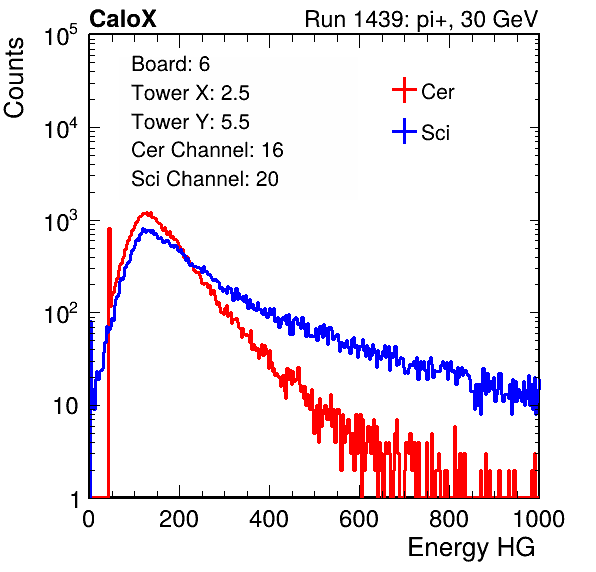 CaloX Run 1439: pi+, 30 GeV
Counts
Board: 6
Tower X: 2.5
Tower Y: 5.5
Cer Channel: 16
Sci Channel: 20
Cer
Sci
10^5
10^4
10^3
10^2
10
1
0 200 400 600 800 1000
Energy HG